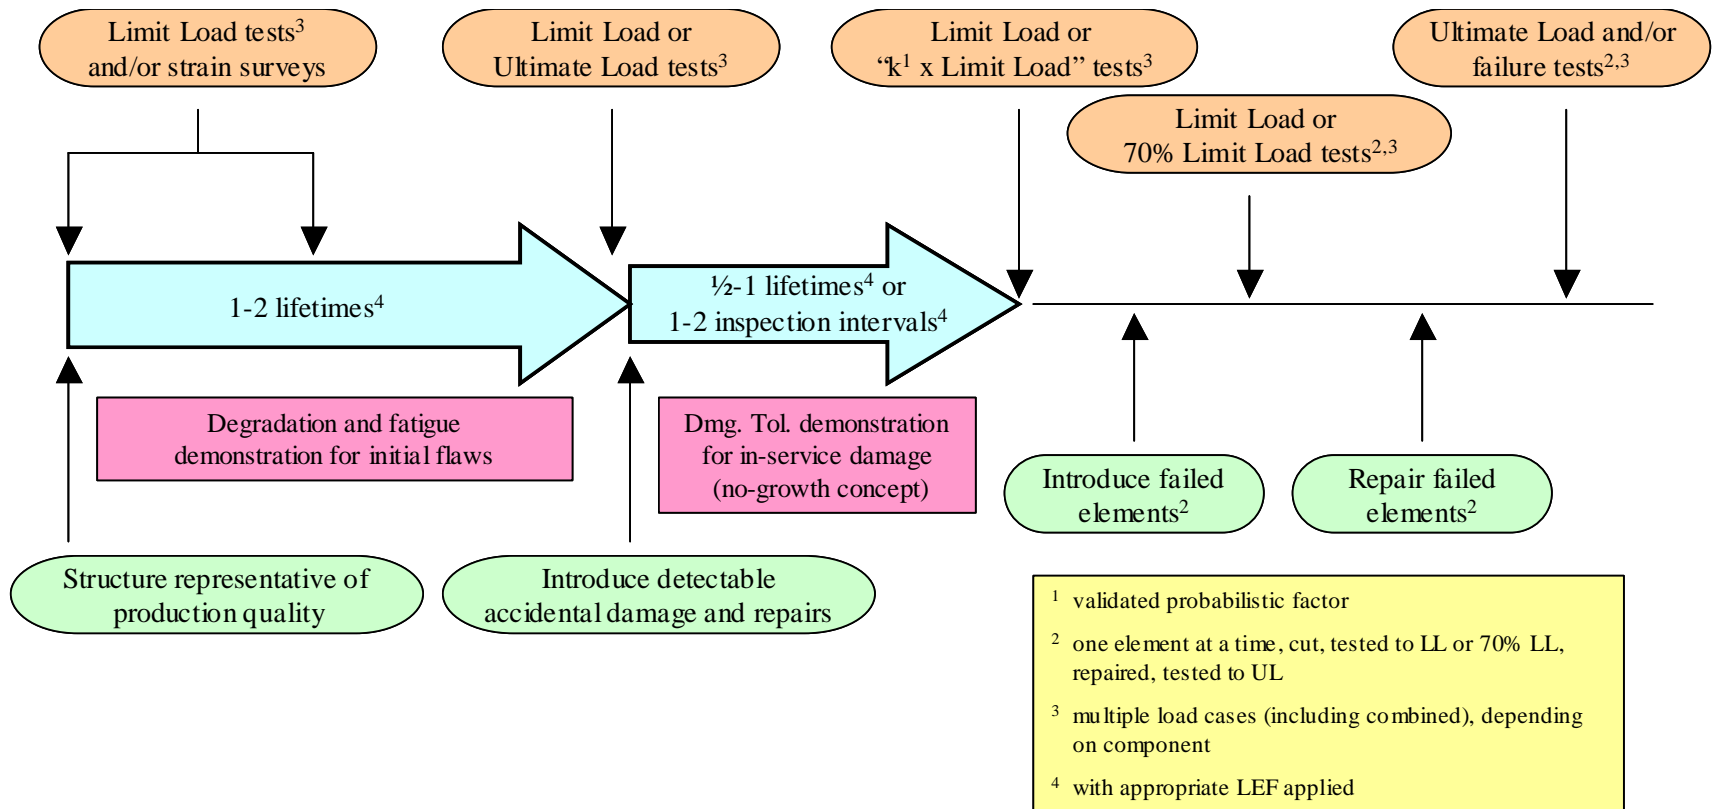 Limit Load tests³
and/or strain surveys
Limit Load or
Ultimate Load tests³
Limit Load or
“k¹ x Limit Load” tests³
Ultimate Load and/or
failure tests²,³
Limit Load or
70% Limit Load tests²,³
1-2 lifetimes⁴
½-1 lifetimes⁴ or
1-2 inspection intervals⁴
Degradation and fatigue
demonstration for initial flaws
Dmg. Tol. demonstration
for in-service damage
(no-growth concept)
Introduce failed
elements²
Repair failed
elements²
Structure representative of
production quality
Introduce detectable
accidental damage and repairs
¹ validated probabilistic factor
² one element at a time, cut, tested to LL or 70% LL,
repaired, tested to UL
³ multiple load cases (including combined), depending
on component
⁴ with appropriate LEF applied